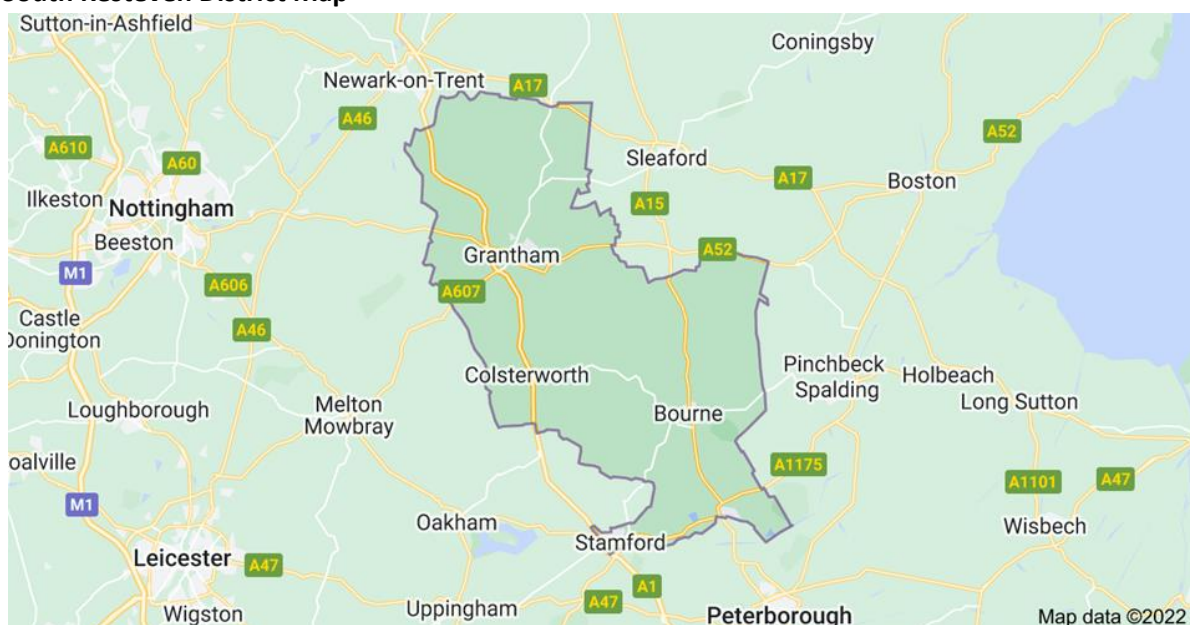 South Kesteven District Map
Sutton-in-Ashfield
Coningsby
Newark-on-Trent
A17
A46
A52
A610
A60
Sleaford
A17
Boston
Ilkeston
Nottingham
A15
Beeston
Grantham
A52
M1
A606
A607
Castle
Donington
A46
Colsterworth
Pinchbeck
Spalding
Holbeach
Long Sutton
Loughborough
Melton
Mowbray
Bourne
oalville
A1175
A1101
A47
M1
Oakham
Wisbech
Stamford
Leicester
A47
A1
A47
Wigston
Uppingham
Peterborough
Map data ©2022